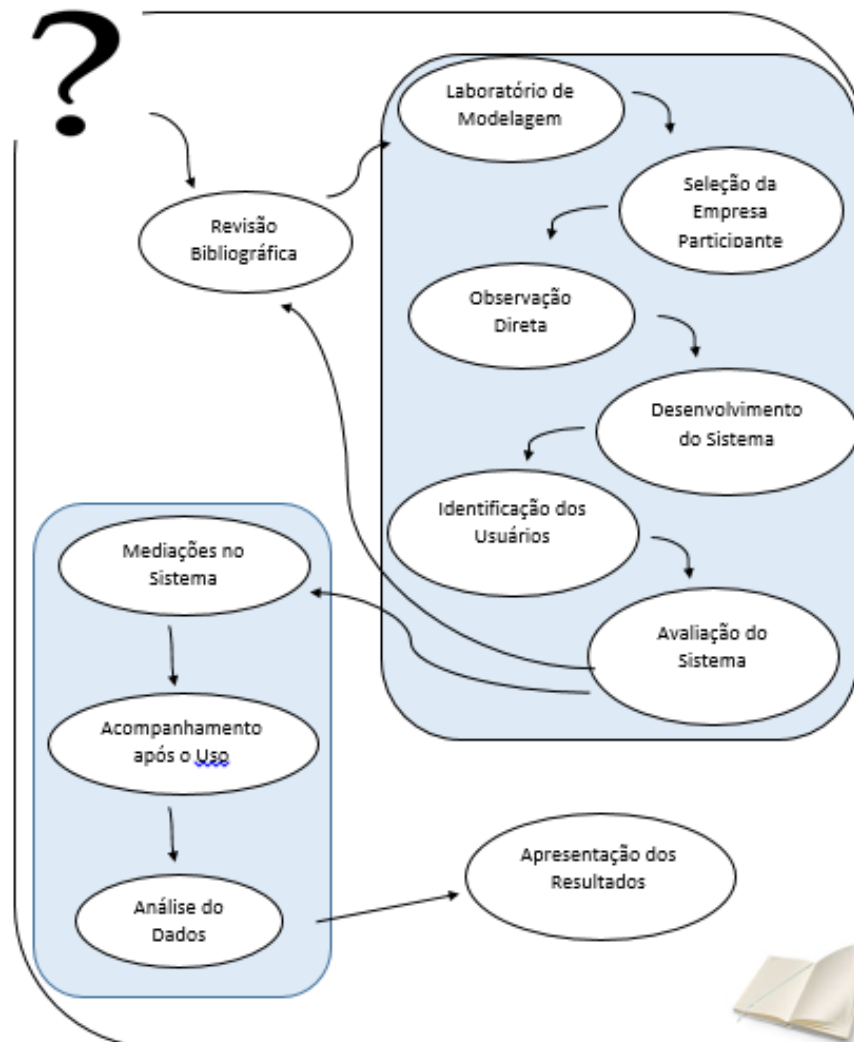 ?
Laboratório de
Modelagem
Seleção da
Empresa
Participante
Revisão
Bibliográfica
Observação
Direta
Desenvolvimento
do Sistema
Identificação dos
Usuários
Avaliação do
Sistema
Mediações no
Sistema
Acompanhamento
após o Uso
Análise do
Dados
Apresentação dos
Resultados